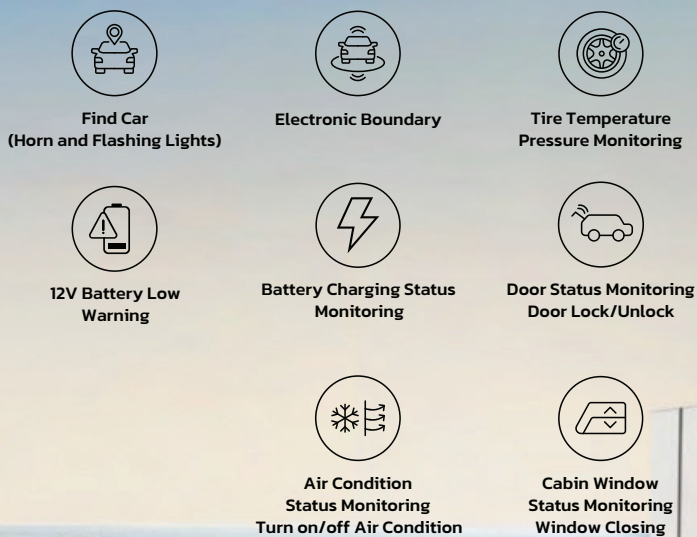 Find Car
(Horn and Flashing Lights)
Electronic Boundary
Tire Temperature
Pressure Monitoring
12V Battery Low
Warning
Battery Charging Status
Monitoring
Door Status Monitoring
Door Lock/Unlock
Air Condition
Status Monitoring
Turn on/off Air Condition
Cabin Window
Status Monitoring
Window Closing